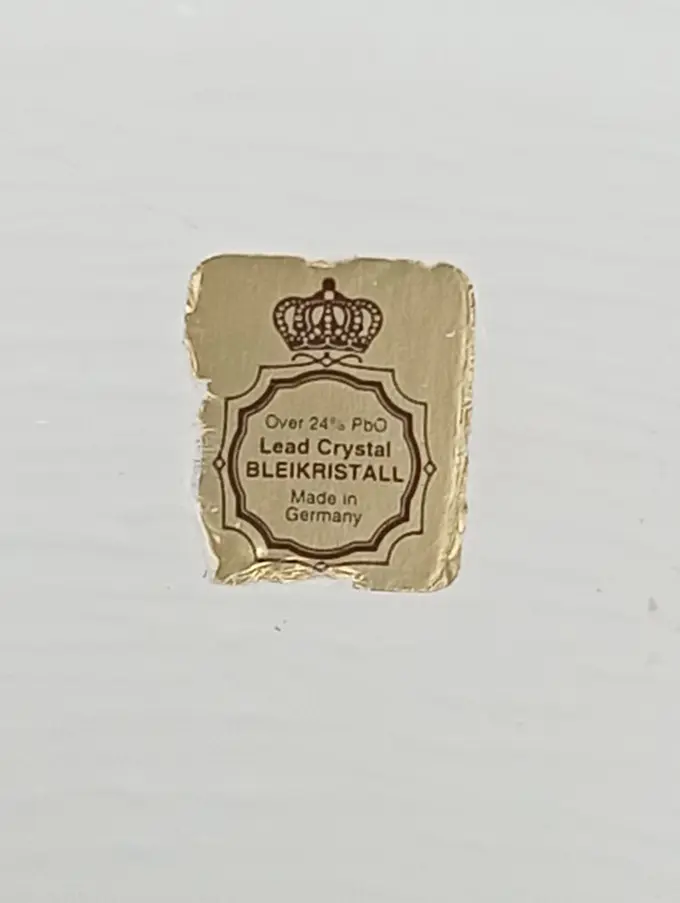 Over 24% PbO
Lead Crystal
BLEIKRISTALL
Made in
Germany